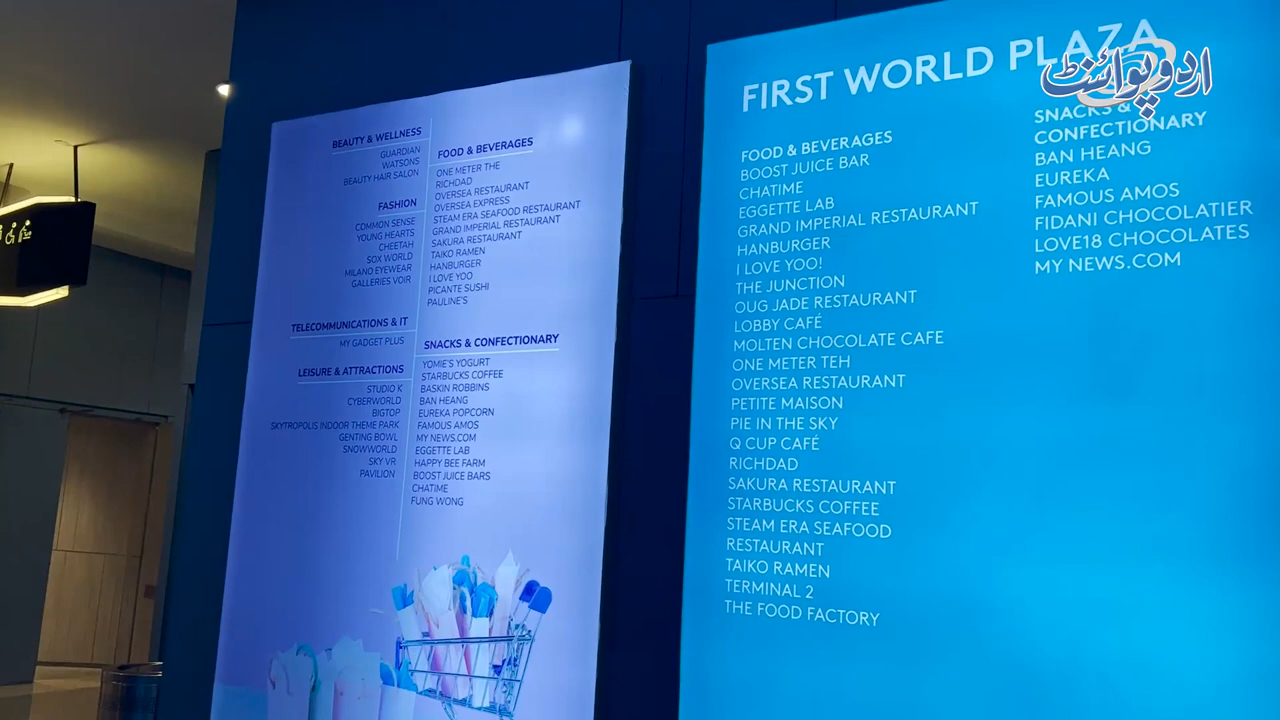 BEAUTY & WELLNESS
GUARDIAN
WATSONS
BEAUTY HAIR SALON
FASHION
COMMON SENSE
YOUNG HEARTS
CHEETAH
SOX WORLD
MILANO EYEWEAR
GALLERIES VOIR
TELECOMMUNICATIONS & IT
MY GADGET PLUS
LEISURE & ATTRACTIONS
STUDIO K
CYBERWORLD
BIGTOP
SKYTROPOLIS INDOOR THEME PARK
GENTING BOWL
SNOWWORLD
SKY VR
PAVILION
FOOD & BEVERAGES
ONE METER THE
RICHDAD
OVERSEA RESTAURANT
OVERSEA EXPRESS
STEAM ERA SEAFOOD RESTAURANT
GRAND IMPERIAL RESTAURANT
SAKURA RESTAURANT
TAIKO RAMEN
HANBURGER
I LOVE YOO
PICANTE SUSHI
PAULINE'S
SNACKS & CONFECTIONARY
YOMIE'S YOGURT
STARBUCKS COFFEE
BASKIN ROBBINS
BAN HEANG
EUREKA POPCORN
FAMOUS AMOS
MY NEWS.COM
EGGETTE LAB
HAPPY BEE FARM
BOOST JUICE BARS
CHATIME
FUNG WONG
FIRST WORLD PLAZA
FOOD & BEVERAGES
BOOST JUICE BAR
CHATIME
EGGETTE LAB
GRAND IMPERIAL RESTAURANT
HANBURGER
I LOVE YOO!
THE JUNCTION
OUG JADE RESTAURANT
LOBBY CAFÉ
MOLTEN CHOCOLATE CAFE
ONE METER TEH
OVERSEA RESTAURANT
PETITE MAISON
PIE IN THE SKY
Q CUP CAFÉ
RICHDAD
SAKURA RESTAURANT
STARBUCKS COFFEE
STEAM ERA SEAFOOD
RESTAURANT
TAIKO RAMEN
TERMINAL 2
THE FOOD FACTORY
SNACKS &
CONFECTIONARY
BAN HEANG
EUREKA
FAMOUS AMOS
FIDANI CHOCOLATIER
LOVE18 CHOCOLATES
MY NEWS.COM
اردو پوائنٹ